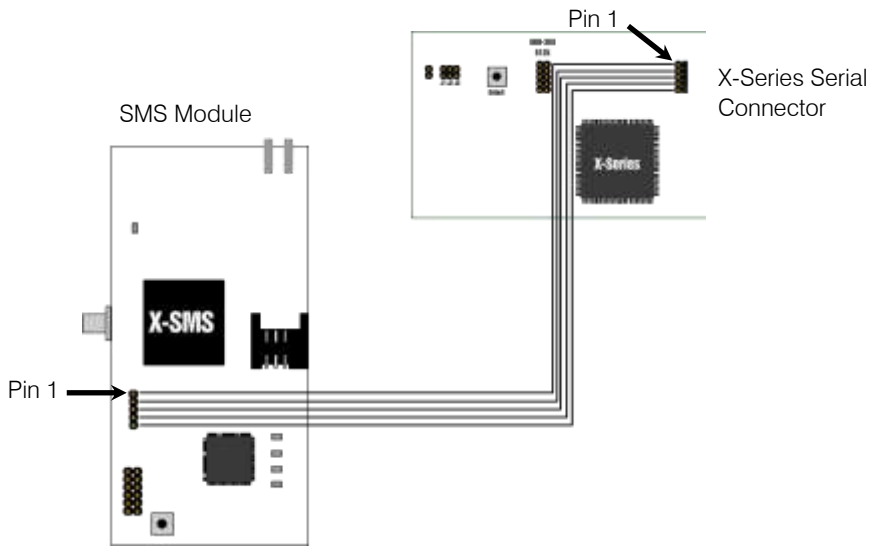 Pin 1
X-Series Serial
Connector
SMS Module
X-Series
X-SMS
Pin 1